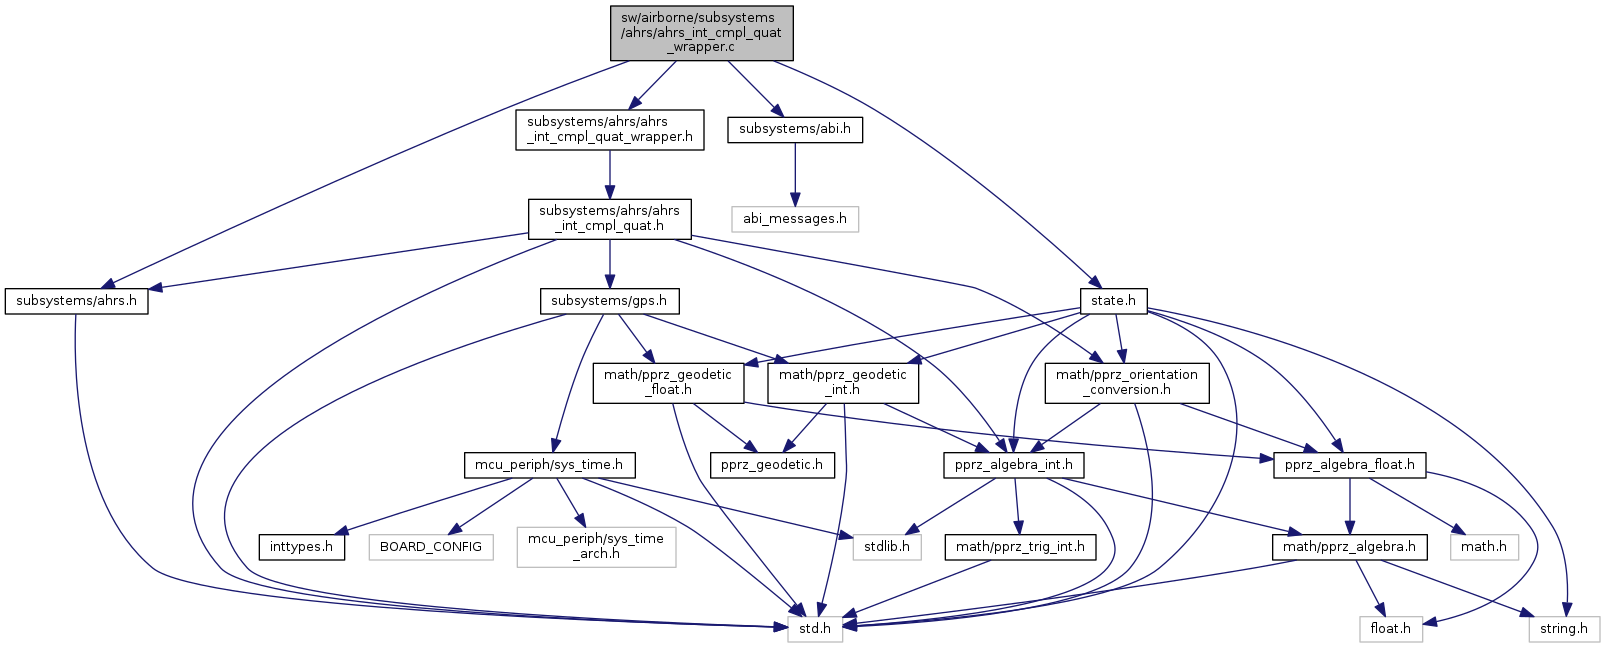 sw/airborne/subsystems
/ahrs/ahrs_int_cmpl_quat
_wrapper.c
subsystems/ahrs/ahrs
_int_cmpl_quat_wrapper.h
subsystems/abi.h
subsystems/ahrs/ahrs
_int_cmpl_quat.h
abi_messages.h
subsystems/ahrs.h
subsystems/gps.h
state.h
math/pprz_geodetic
_float.h
math/pprz_geodetic
_int.h
math/pprz_orientation
_conversion.h
mcu_periph/sys_time.h
pprz_geodetic.h
pprz_algebra_int.h
pprz_algebra_float.h
inttypes.h
BOARD_CONFIG
mcu_periph/sys_time
_arch.h
stdlib.h
math/pprz_trig_int.h
math/pprz_algebra.h
math.h
std.h
float.h
string.h